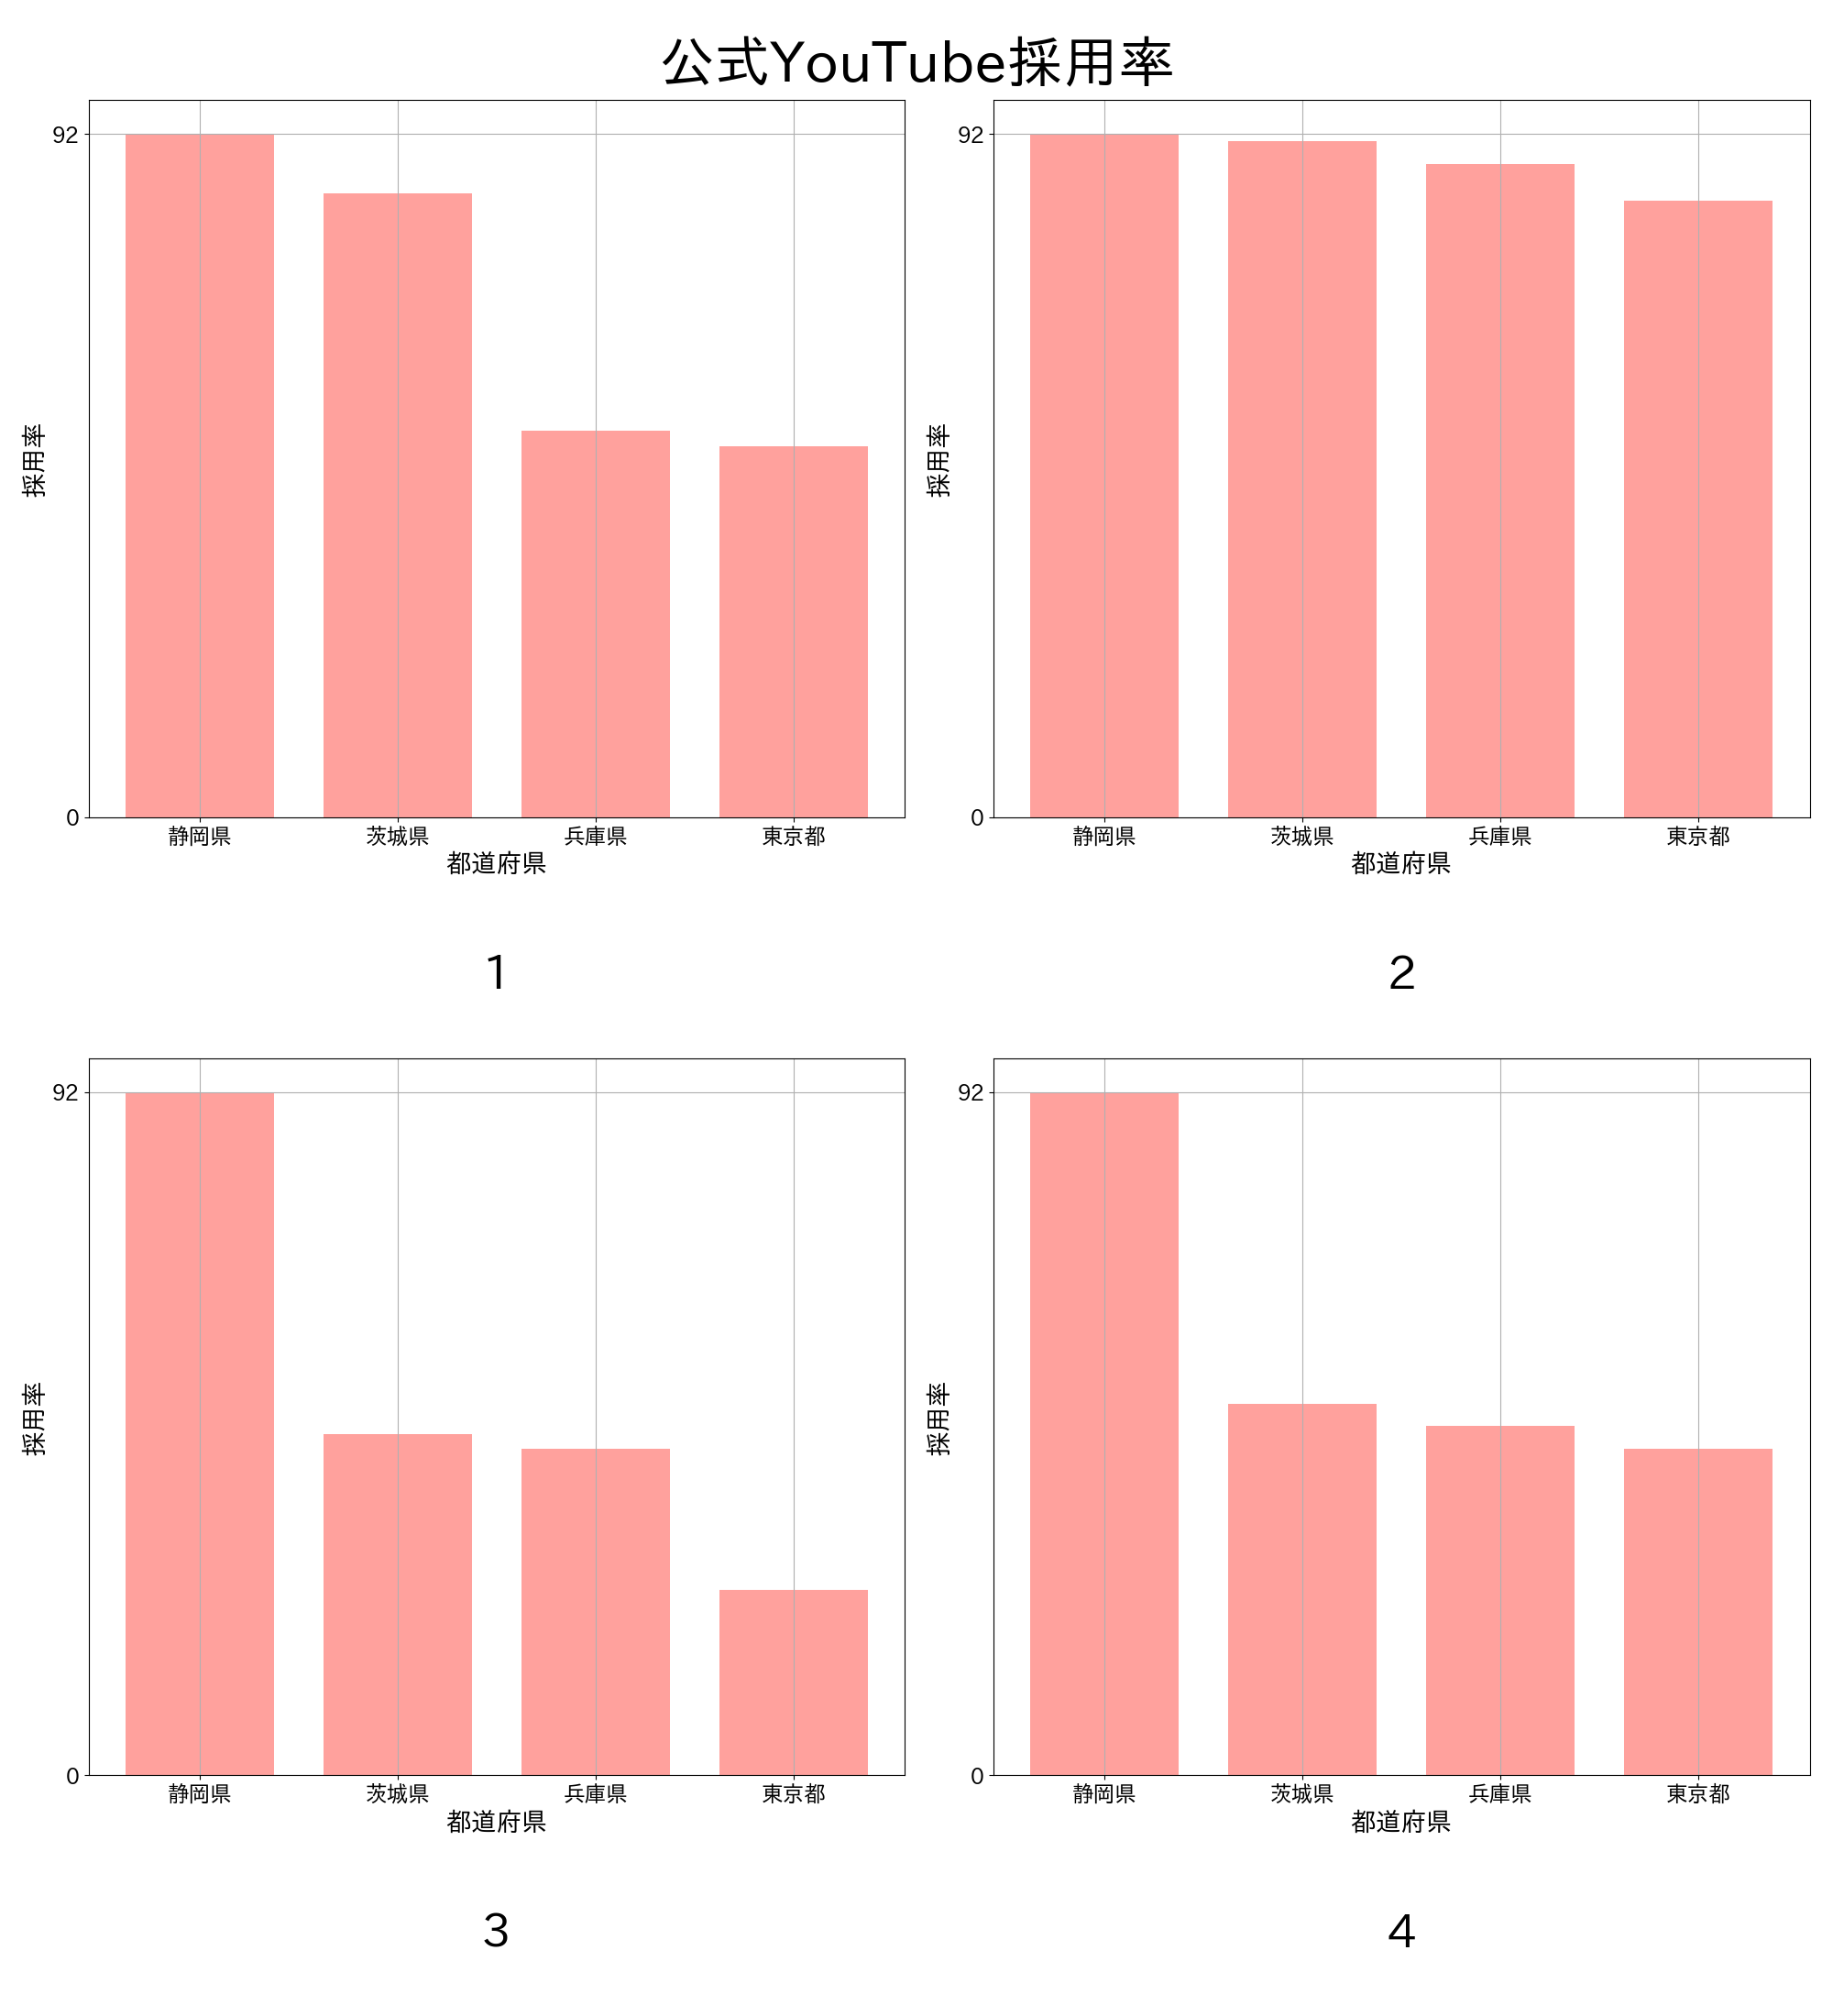 公式YouTube採用率
92
0
採用率
静岡県 茨城県 兵庫県 東京都
都道府県
1
92
0
採用率
静岡県 茨城県 兵庫県 東京都
都道府県
2
92
0
採用率
静岡県 茨城県 兵庫県 東京都
都道府県
3
92
0
採用率
静岡県 茨城県 兵庫県 東京都
都道府県
4